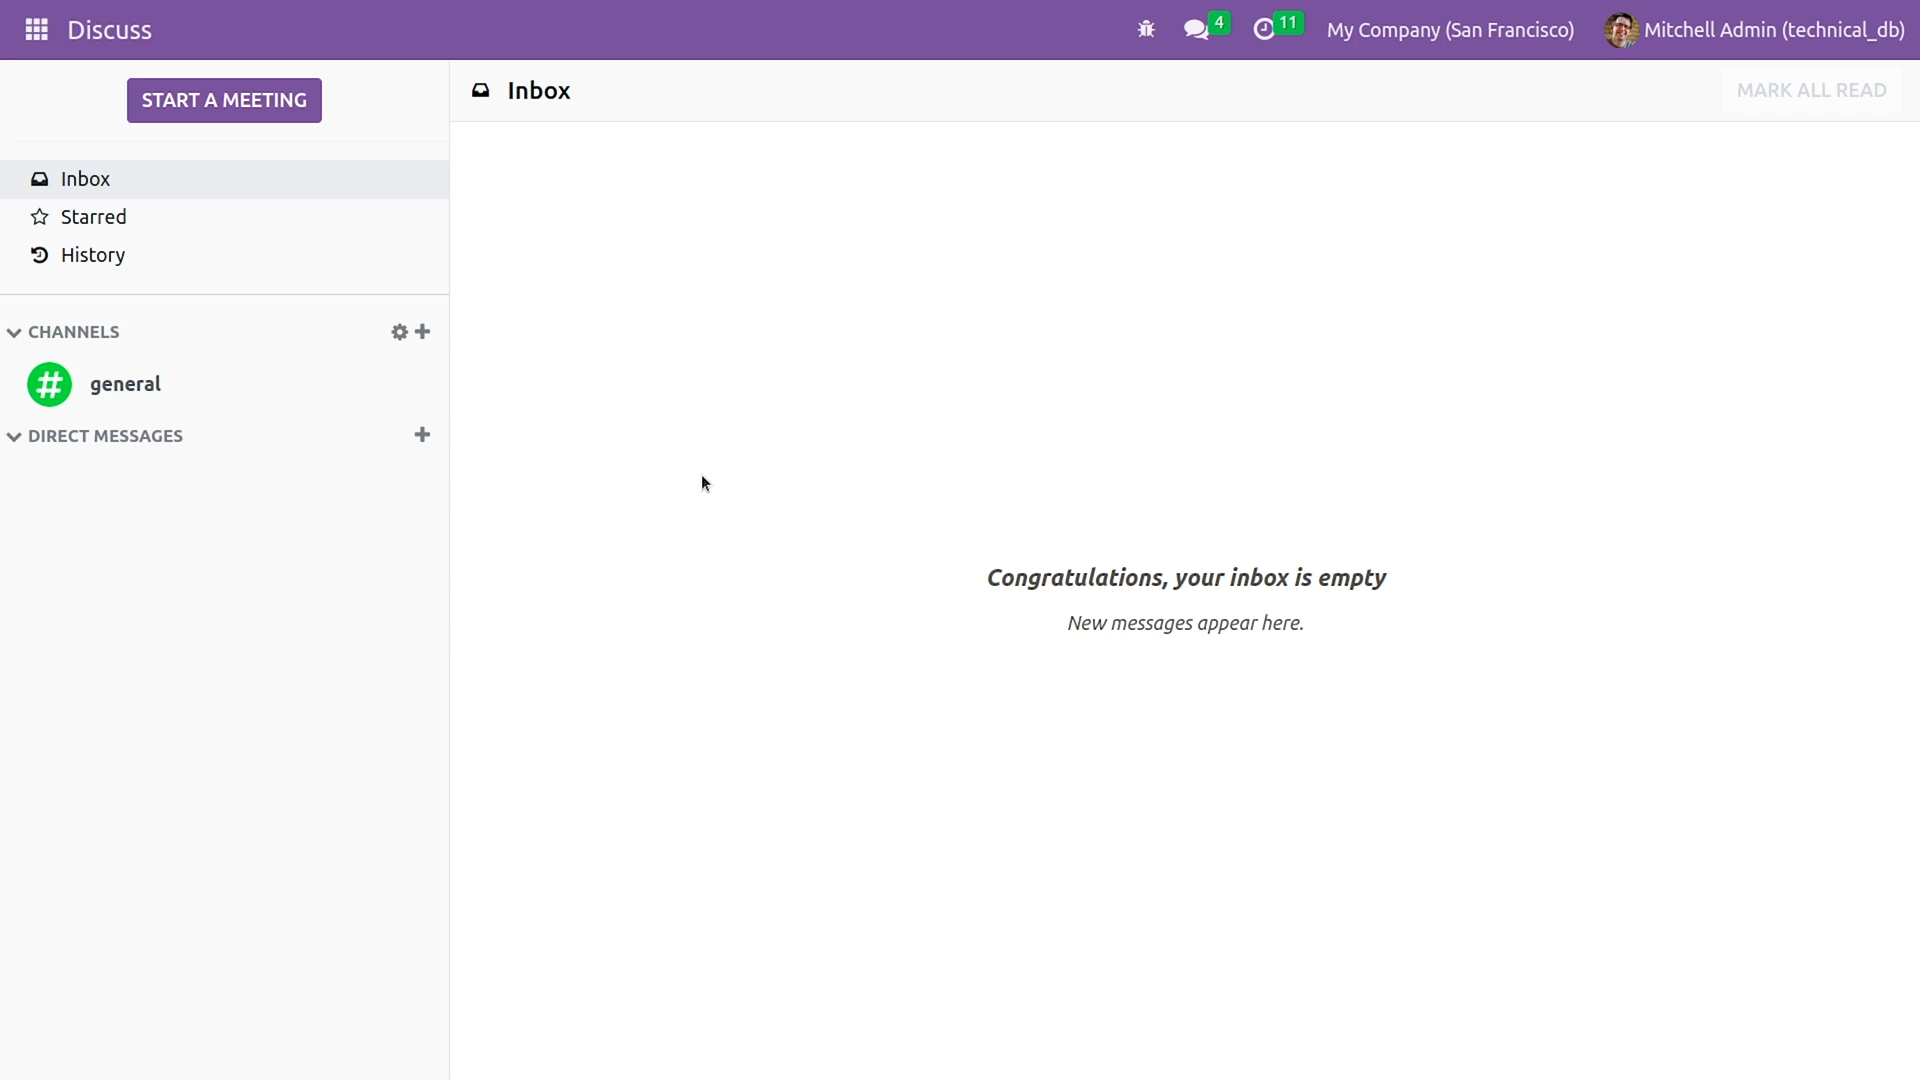 Discuss
4
11
My Company (San Francisco)
Mitchell Admin (technical_db)
START A MEETING
Inbox
Starred
History
CHANNELS
general
DIRECT MESSAGES
Inbox
MARK ALL READ
Congratulations, your inbox is empty
New messages appear here.